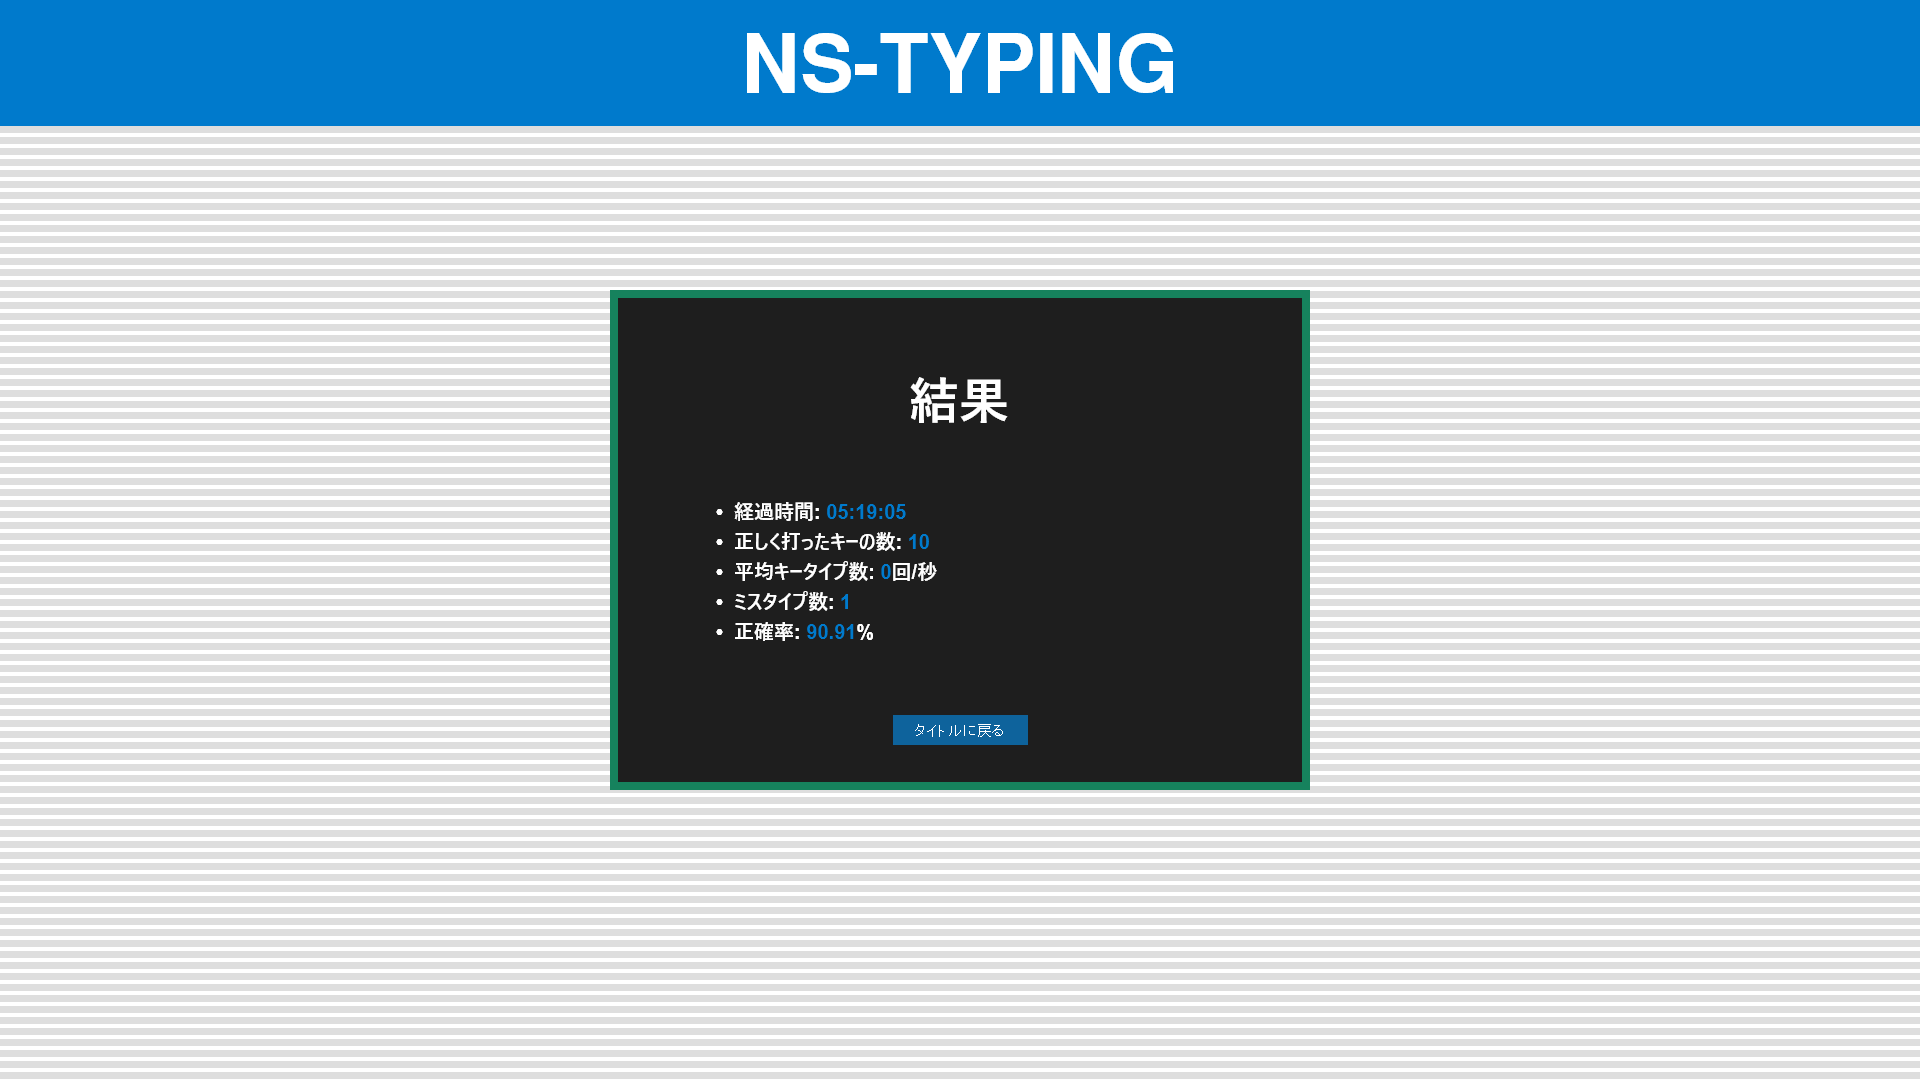 NS-TYPING
結果
• 経過時間: 05:19:05
• 正しく打ったキーの数: 10
• 平均キータイプ数: 0回/秒
• ミスタイプ数: 1
• 正確率: 90.91%
タイトルに戻る